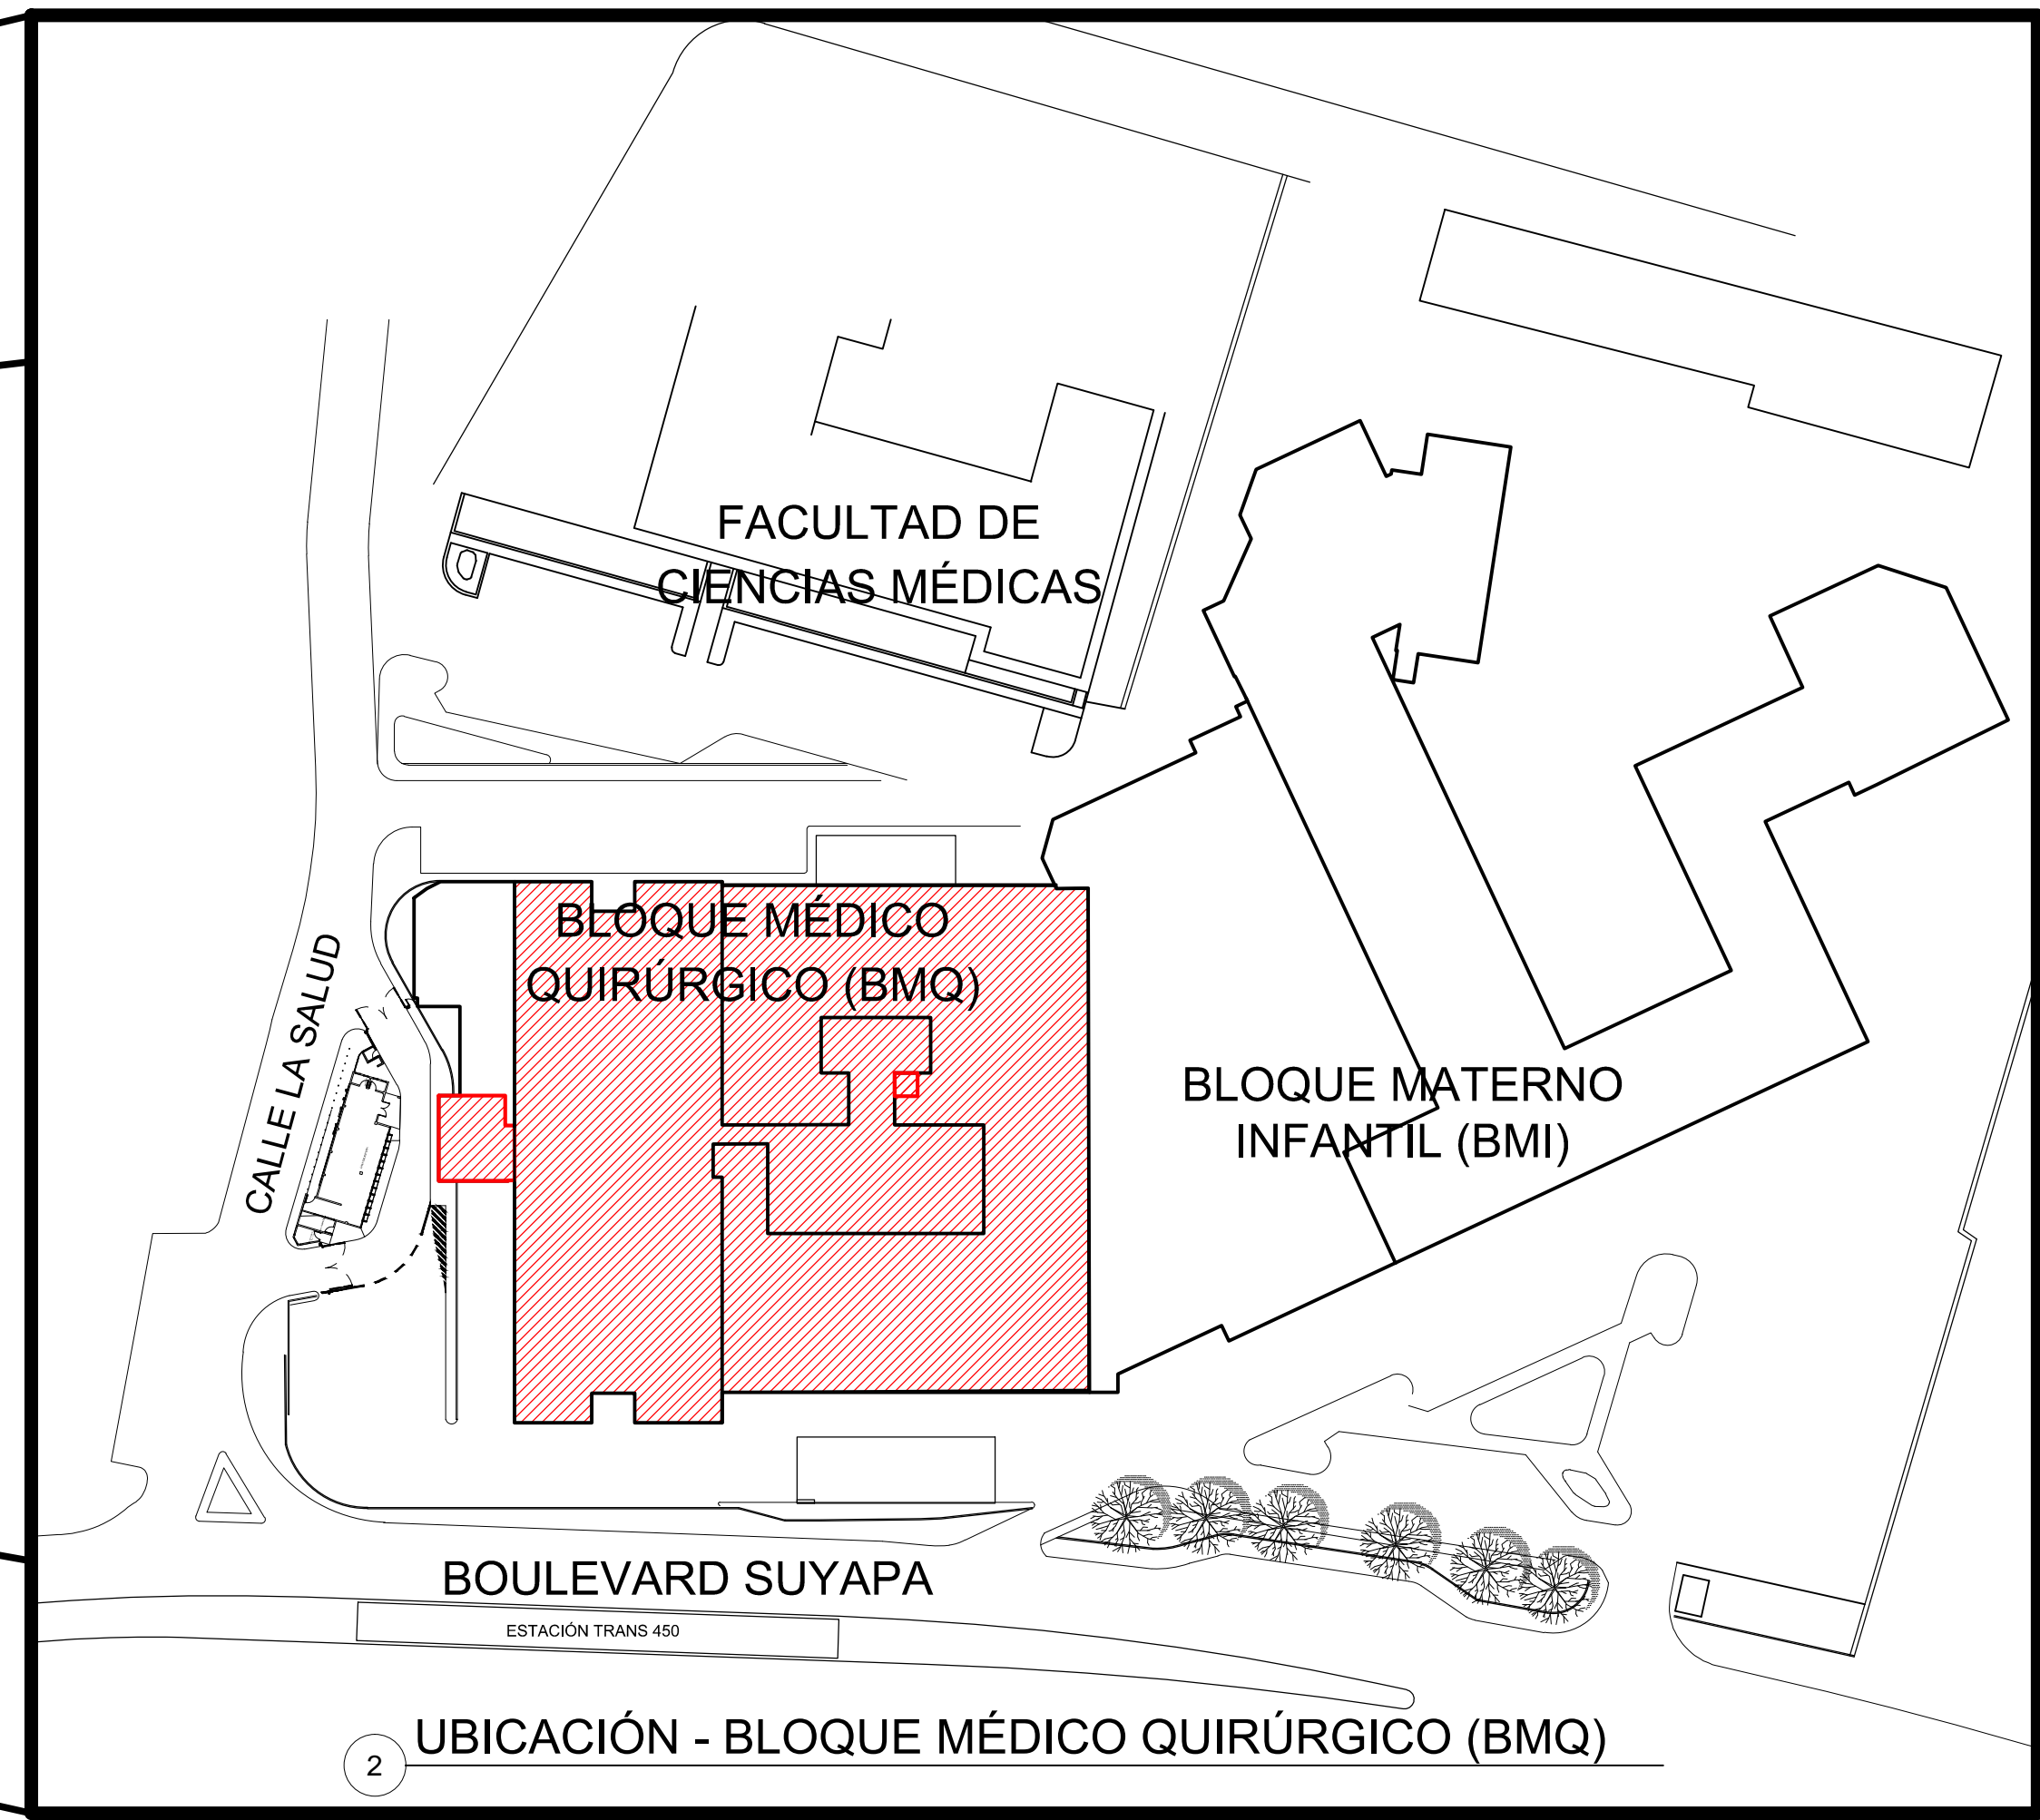 FACULTAD DE
CIENCIAS MÉDICAS
BLOQUE MÉDICO
QUIRÚRGICO (BMQ)
CALLE LA SALUD
BLOQUE MATERNO
INFANTIL (BMI)
BOULEVARD SUYAPA
ESTACIÓN TRANS 450
2
UBICACIÓN - BLOQUE MÉDICO QUIRÚRGICO (BMQ)